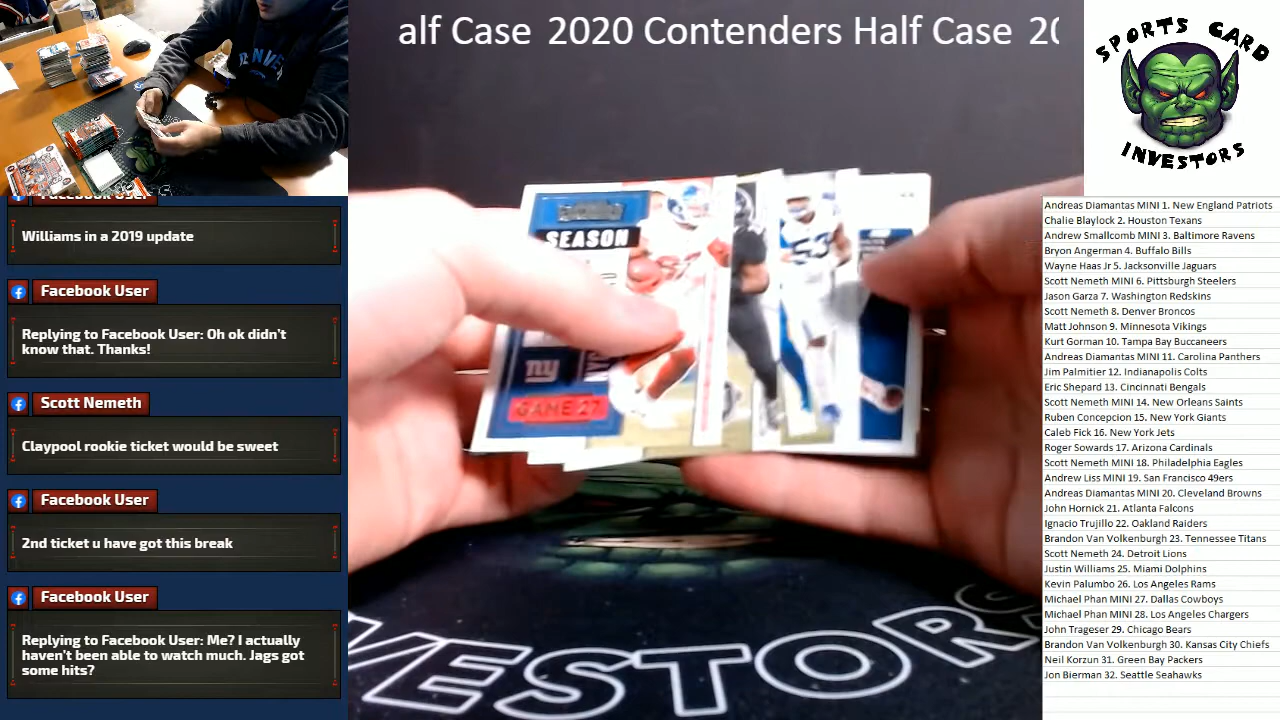 alf Case 2020 Contenders Half Case
SPORTS CARD
INVESTORS
Facebook User
Williams in a 2019 update
Facebook User
Replying to Facebook User: Oh ok didn't
know that. Thanks!
Scott Nemeth
Claypool rookie ticket would be sweet
Facebook User
2nd ticket u have got this break
Facebook User
Replying to Facebook User: Me? I actually
haven't been able to watch much. Jags got
some hits?
SEASON
NY
GAME 27
VESTOR
Andreas Diamantas MINI 1. New England Patriots
Chalie Blaylock 2. Houston Texans
Andrew Smallcomb MINI 3. Baltimore Ravens
Bryon Angerman 4. Buffalo Bills
Wayne Haas Jr 5. Jacksonville Jaguars
Scott Nemeth MINI 6. Pittsburgh Steelers
Jason Garza 7. Washington Redskins
Scott Nemeth 8. Denver Broncos
Matt Johnson 9. Minnesota Vikings
Kurt Gorman 10. Tampa Bay Buccaneers
Andreas Diamantas MINI 11. Carolina Panthers
Jim Palmitier 12. Indianapolis Colts
Eric Shepard 13. Cincinnati Bengals
Scott Nemeth MINI 14. New Orleans Saints
Ruben Concepcion 15. New York Giants
Caleb Fick 16. New York Jets
Roger Sowards 17. Arizona Cardinals
Scott Nemeth MINI 18. Philadelphia Eagles
Andrew Liss MINI 19. San Francisco 49ers
Andreas Diamantas MINI 20. Cleveland Browns
John Hornick 21. Atlanta Falcons
Ignacio Trujillo 22. Oakland Raiders
Brandon Van Volkenburgh 23. Tennessee Titans
Scott Nemeth 24. Detroit Lions
Justin Williams 25. Miami Dolphins
Kevin Palumbo 26. Los Angeles Rams
Michael Phan MINI 27. Dallas Cowboys
Michael Phan MINI 28. Los Angeles Chargers
John Trageser 29. Chicago Bears
Brandon Van Volkenburgh 30. Kansas City Chiefs
Neil Korzun 31. Green Bay Packers
Jon Bierman 32. Seattle Seahawks